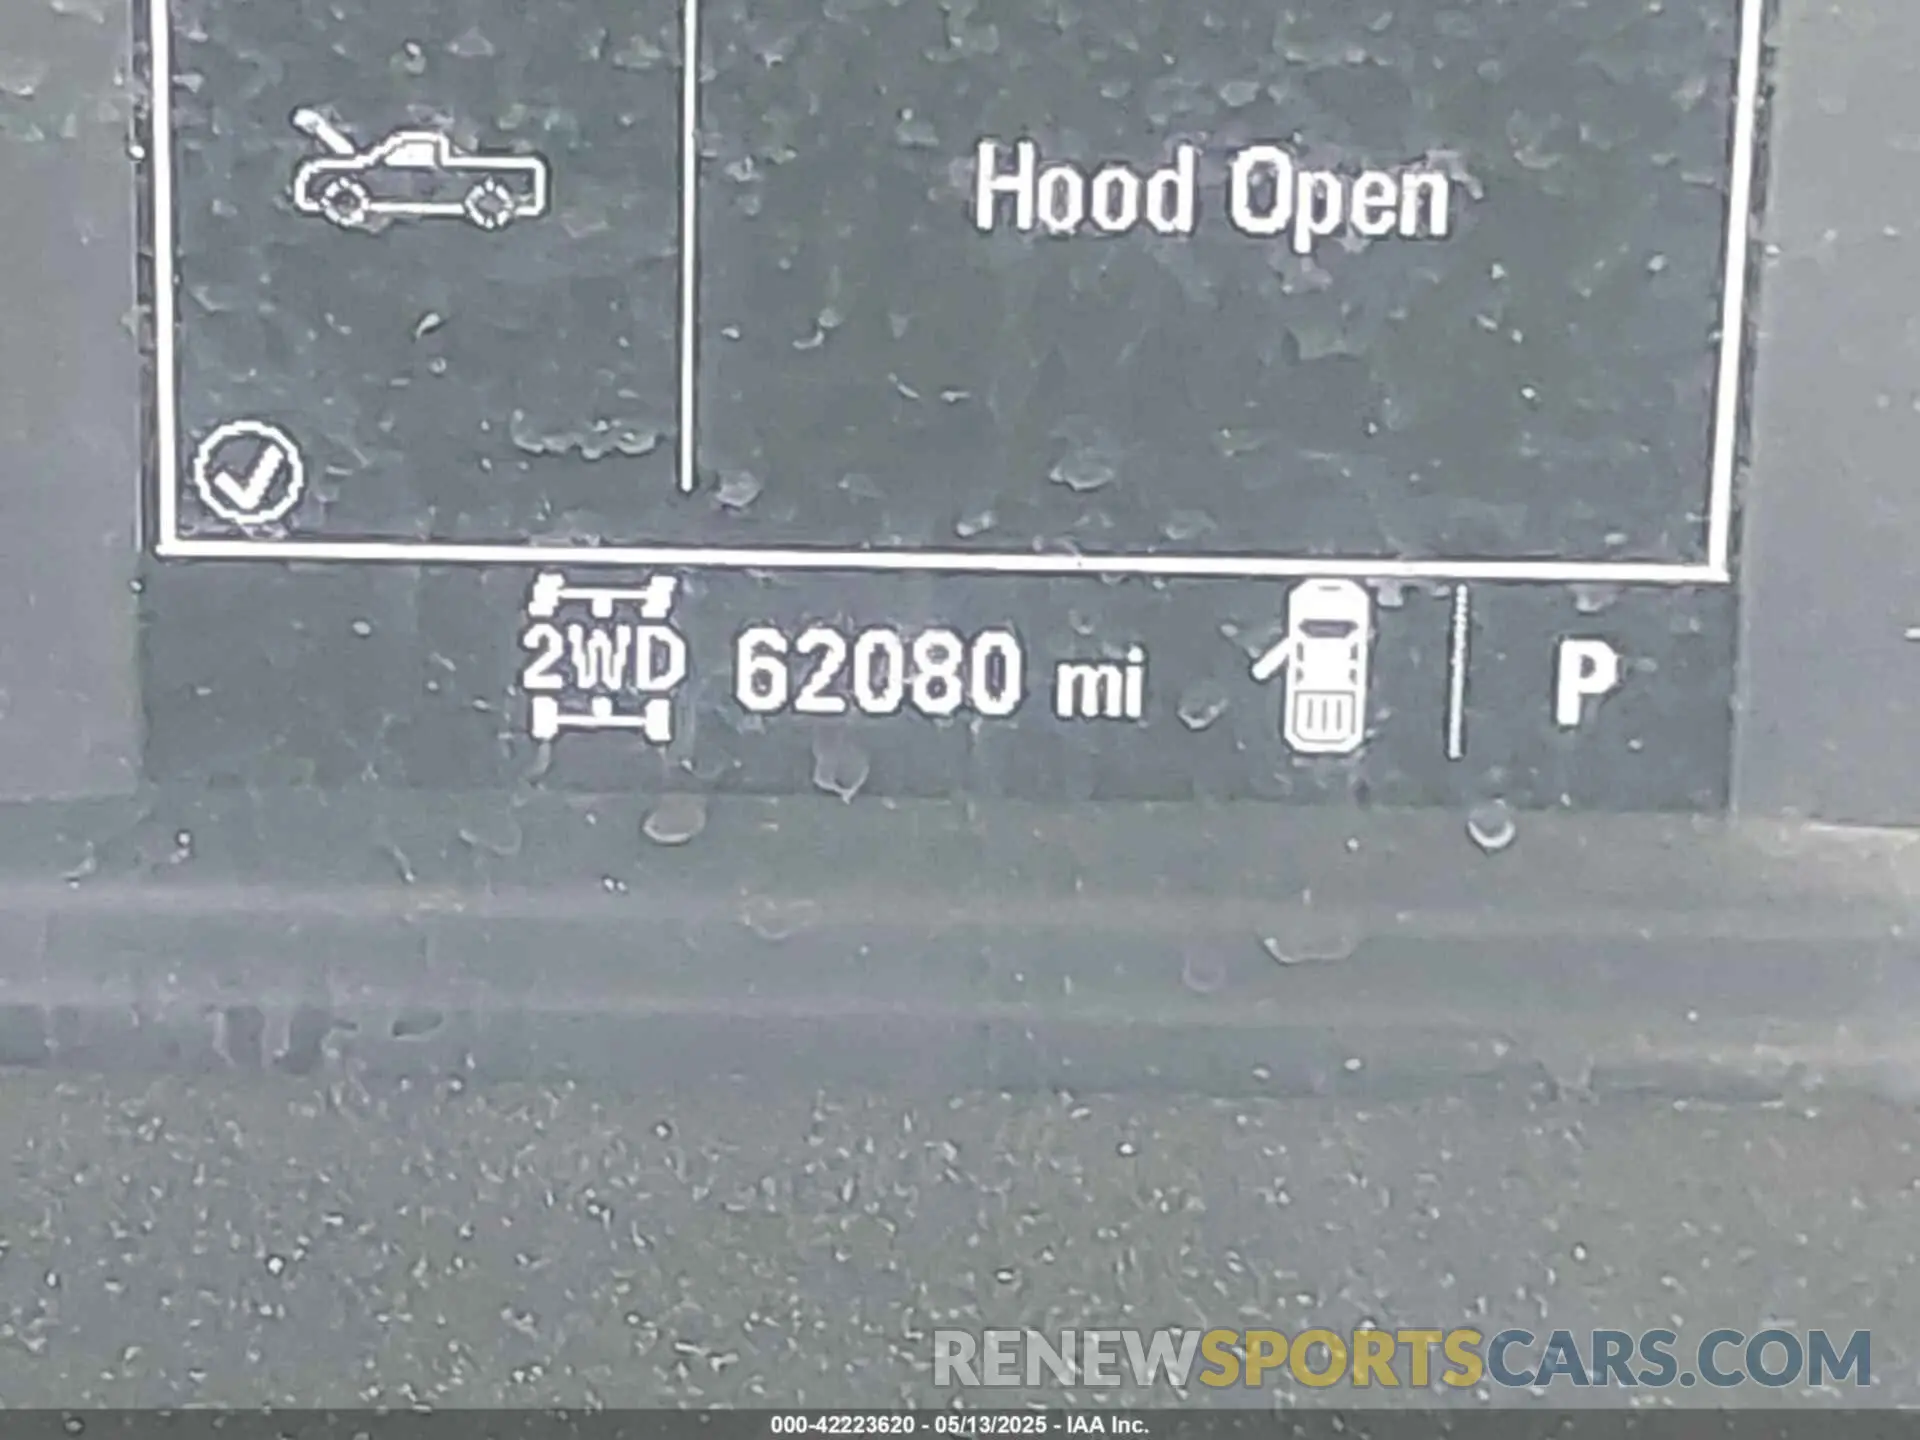 Hood Open
2WD 62080 mi P
RENEWSPORTSCARS.COM
000-42223620 - 05/13/2025 - IAA Inc.